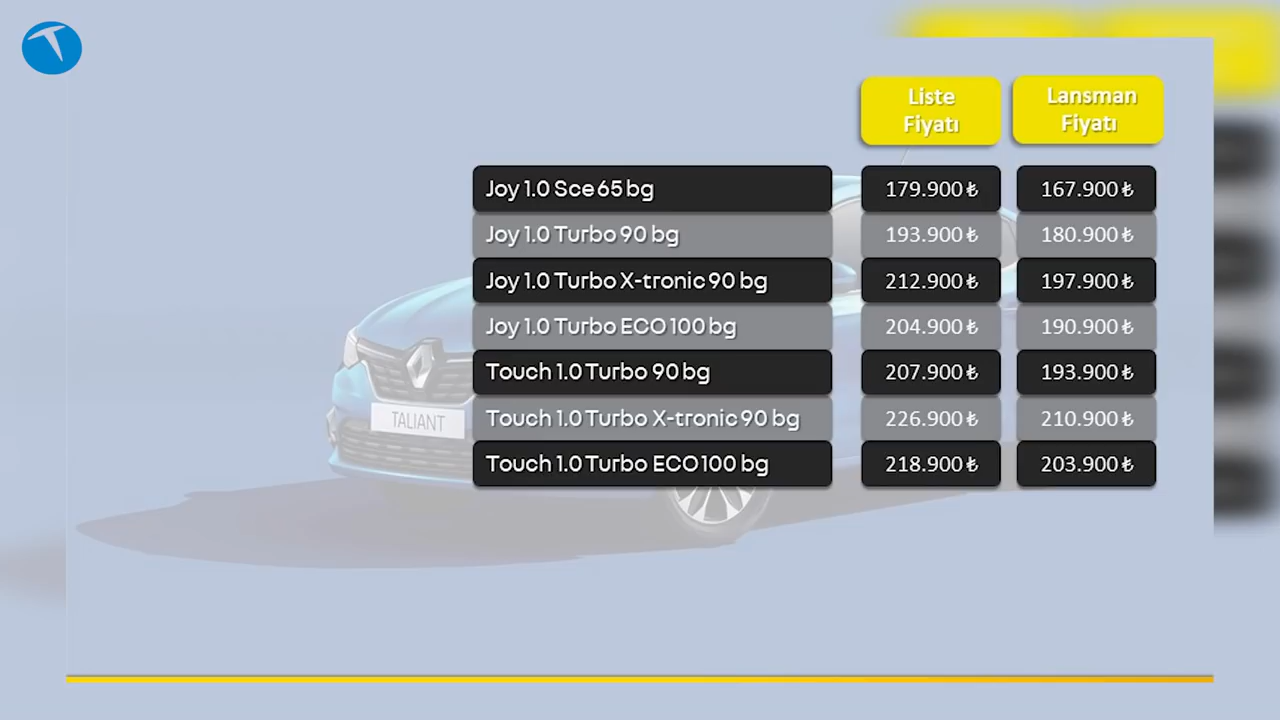 Liste
Fiyatı
Lansman
Fiyatı
Joy 1.0 Sce 65 bg 179.900 ₺ 167.900 ₺
Joy 1.0 Turbo 90 bg 193.900 ₺ 180.900 ₺
Joy 1.0 Turbo X-tronic 90 bg 212.900 ₺ 197.900 ₺
Joy 1.0 Turbo ECO 100 bg 204.900 ₺ 190.900 ₺
Touch 1.0 Turbo 90 bg 207.900 ₺ 193.900 ₺
Touch 1.0 Turbo X-tronic 90 bg 226.900 ₺ 210.900 ₺
Touch 1.0 Turbo ECO 100 bg 218.900 ₺ 203.900 ₺
TALIANT